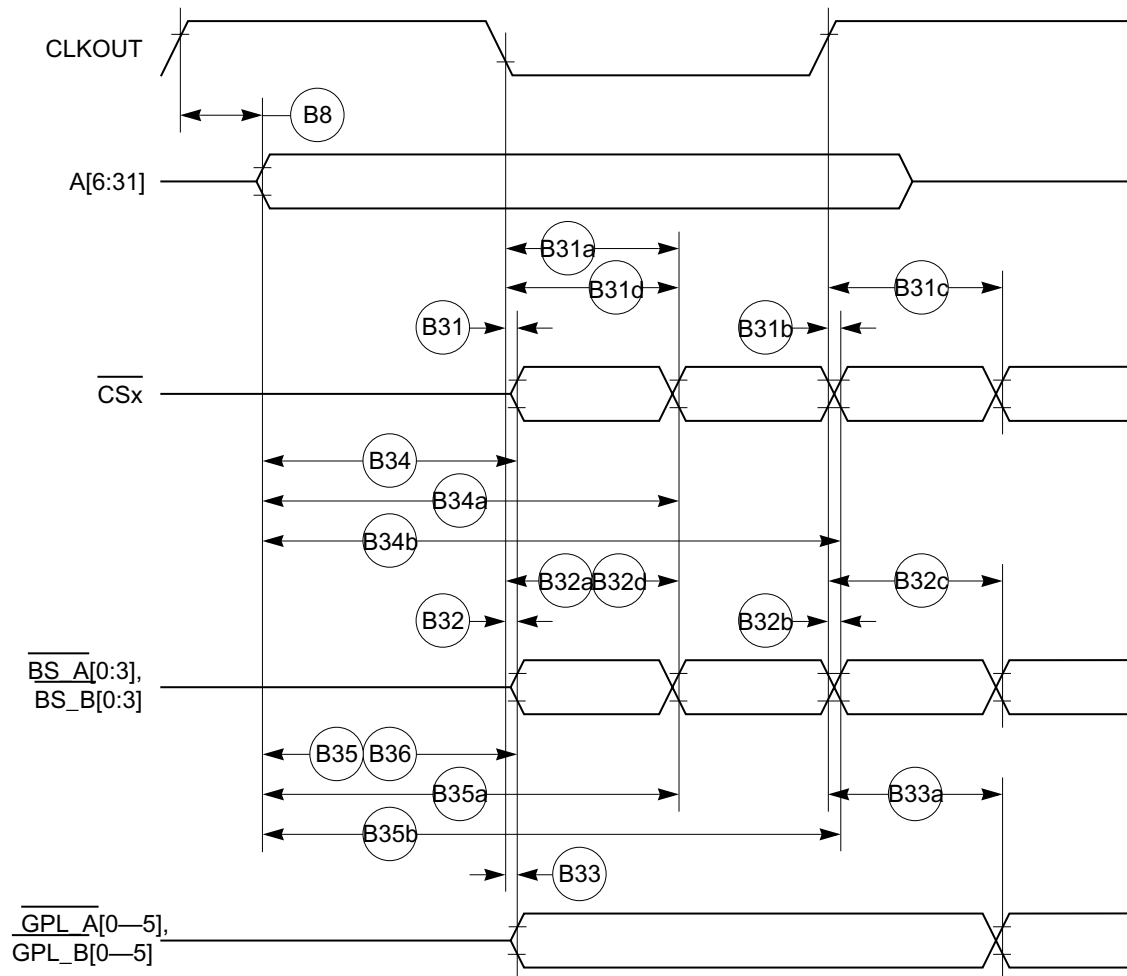 CLKOUT
B8
A[6:31]
B31a
B31d
B31c
B31
B31b
CSx
B34
B34a
B34b
B32a B32d
B32c
B32
B32b
BS_A[0:3],
BS_B[0:3]
B35 B36
B35a
B33a
B35b
B33
GPL_A[0—5],
GPL_B[0—5]